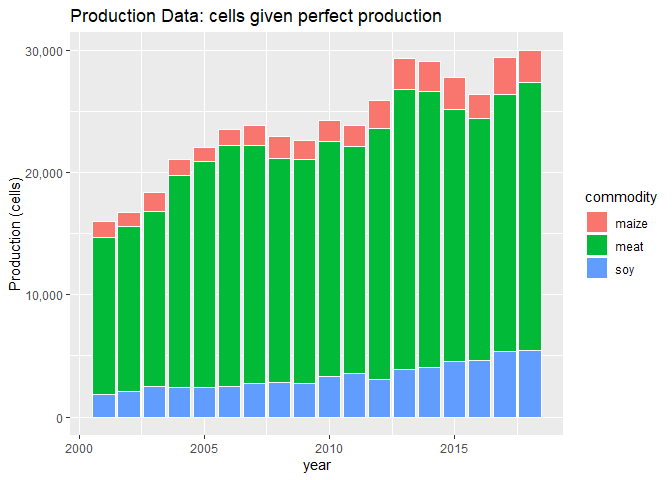 Production Data: cells given perfect production
30,000
20,000
10,000
0
Production (cells)
2000
2005
2010
2015
year
commodity
maize
meat
soy